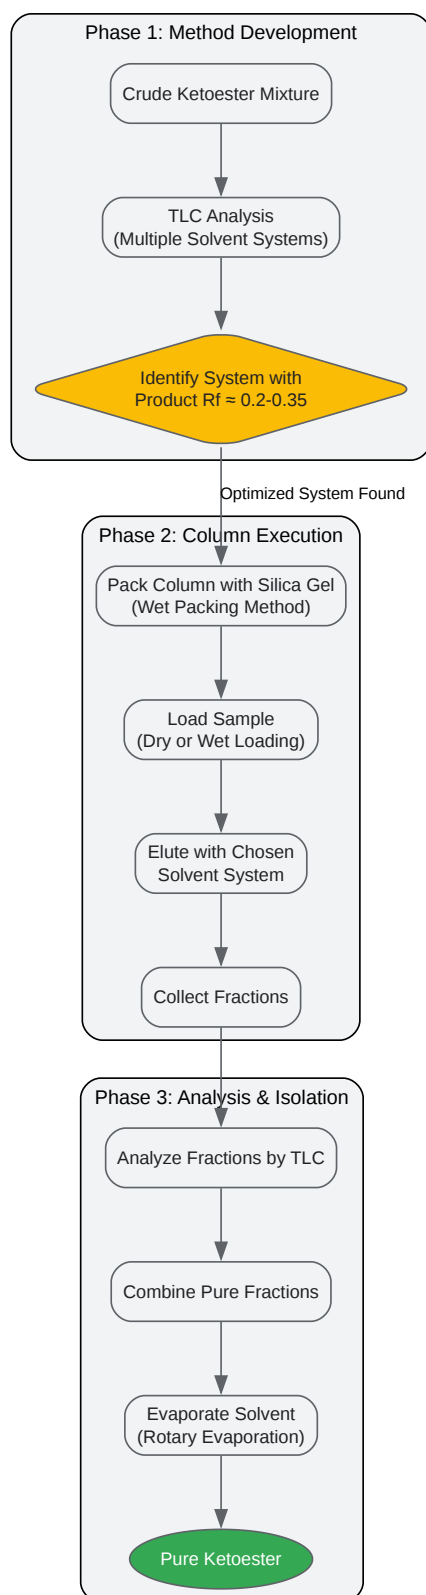 Phase 1: Method Development
Crude Ketoester Mixture
TLC Analysis
(Multiple Solvent Systems)
Identify System with
Product Rf ≈ 0.2-0.35
Optimized System Found
Phase 2: Column Execution
Pack Column with Silica Gel
(Wet Packing Method)
Load Sample
(Dry or Wet Loading)
Elute with Chosen
Solvent System
Collect Fractions
Phase 3: Analysis & Isolation
Analyze Fractions by TLC
Combine Pure Fractions
Evaporate Solvent
(Rotary Evaporation)
Pure Ketoester